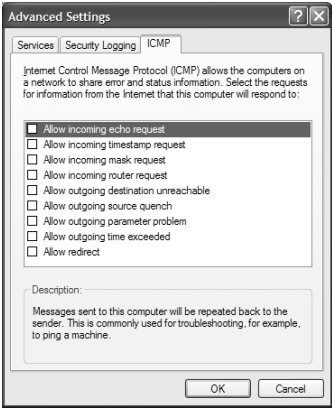 Advanced Settings
Services Security Logging ICMP
Internet Control Message Protocol (ICMP) allows the computers on
a network to share error and status information. Select the requests
for information from the Internet that this computer will respond to:
Allow incoming echo request
Allow incoming timestamp request
Allow incoming mask request
Allow incoming router request
Allow outgoing destination unreachable
Allow outgoing source quench
Allow outgoing parameter problem
Allow outgoing time exceeded
Allow redirect
Description:
Messages sent to this computer will be repeated back to the
sender. This is commonly used for troubleshooting, for example,
to ping a machine.
OK Cancel